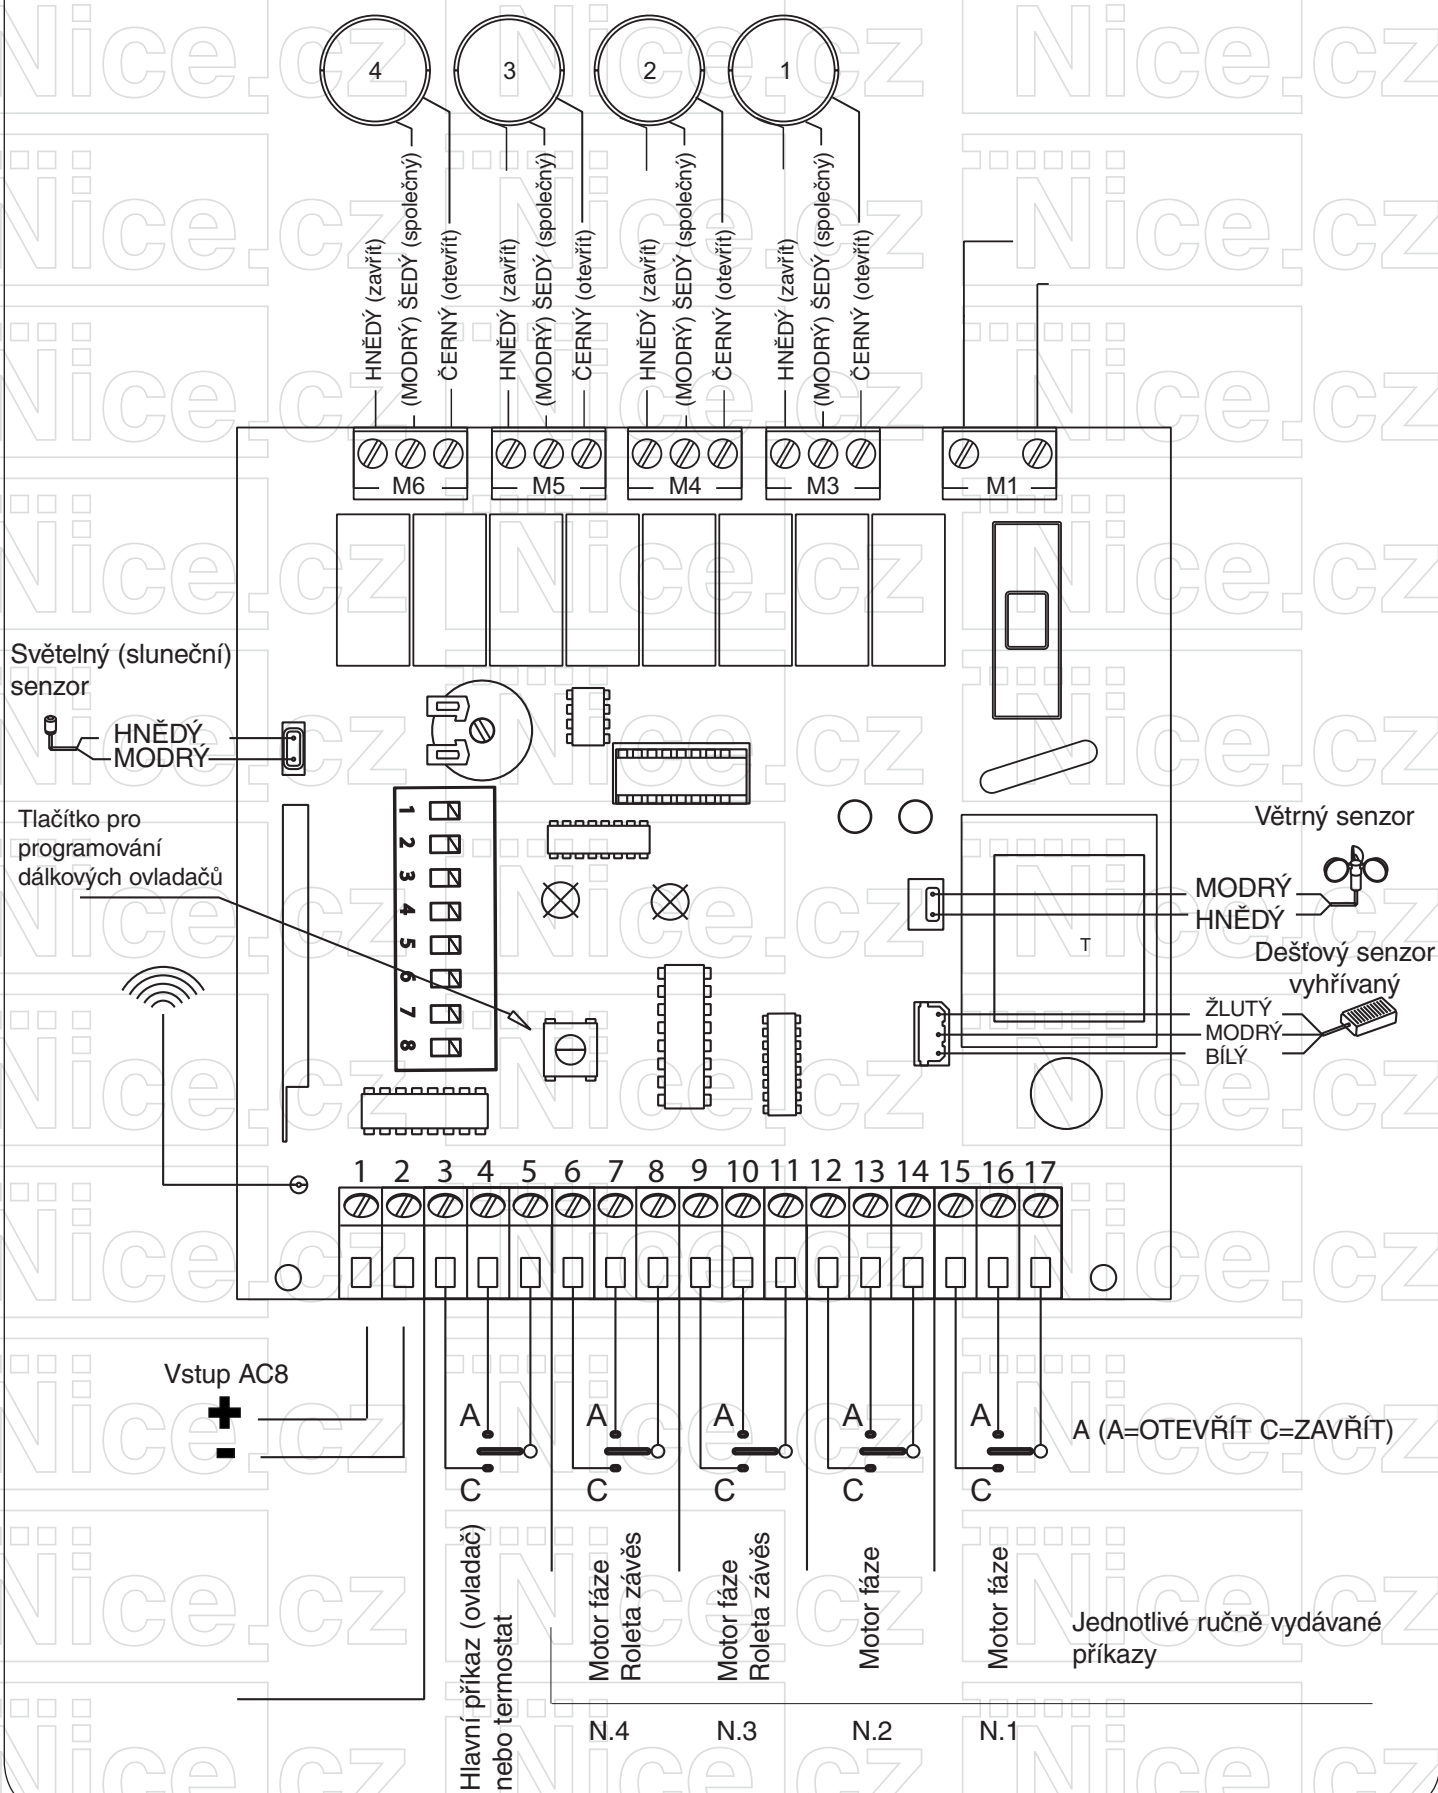 4 3 2 1
HNĚDÝ (zavřít)
(MODRÝ) ŠEDÝ (společný)
ČERNÝ (otevřít)
HNĚDÝ (zavřít)
(MODRÝ) ŠEDÝ (společný)
ČERNÝ (otevřít)
HNĚDÝ (zavřít)
(MODRÝ) ŠEDÝ (společný)
ČERNÝ (otevřít)
HNĚDÝ (zavřít)
(MODRÝ) ŠEDÝ (společný)
ČERNÝ (otevřít)
M6 M5 M4 M3 M1
Světelný (sluneční)
senzor
HNĚDÝ
MODRÝ
Tlačítko pro
programování
dálkových ovladačů
1
2
3
4
5
6
7
8
Větrný senzor
MODRÝ
HNĚDÝ
T
Dešťový senzor
vyhřívaný
ŽLUTÝ
MODRÝ
BÍLÝ
1 2 3 4 5 6 7 8 9 10 11 12 13 14 15 16 17
Vstup AC8
+
-
A A A A A
A (A=OTEVŘÍT C=ZAVŘÍT)
C C C C C
Hlavní příkaz (ovladač)
nebo termostat
Motor fáze
Roleta závěs
Motor fáze
Roleta závěs
Motor fáze
Motor fáze
Jednotlivé ručně vydávané
příkazy
N.4 N.3 N.2 N.1
Nice.cz